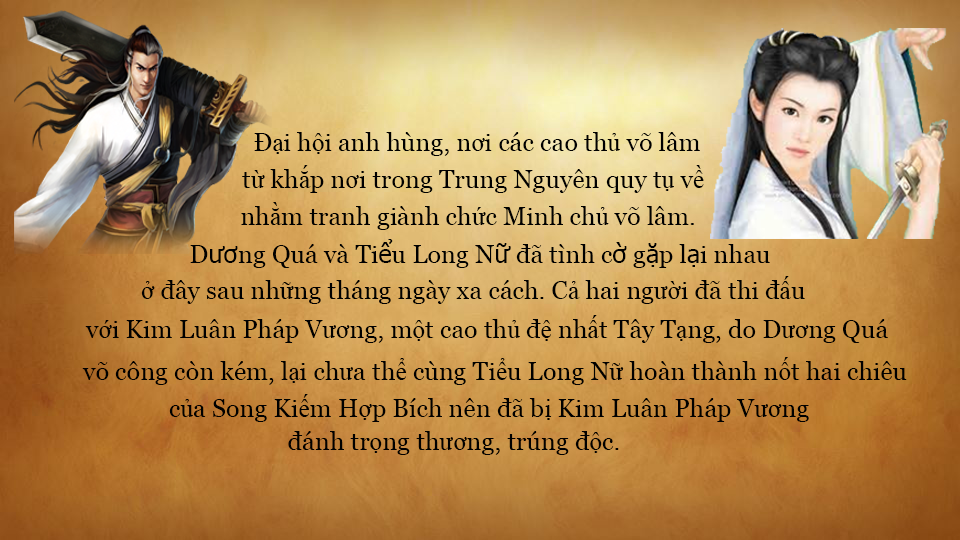 Đại hội anh hùng, nơi các cao thủ võ lâm
từ khắp nơi trong Trung Nguyên quy tụ về
nhằm tranh giành chức Minh chủ võ lâm.
Dương Quá và Tiểu Long Nữ đã tình cờ gặp lại nhau
ở đây sau những tháng ngày xa cách. Cả hai người đã thi đấu
với Kim Luân Pháp Vương, một cao thủ đệ nhất Tây Tạng, do Dương Quá
võ công còn kém, lại chưa thể cùng Tiểu Long Nữ hoàn thành nốt hai chiêu
của Song Kiếm Hợp Bích nên đã bị Kim Luân Pháp Vương
đánh trọng thương, trúng độc.